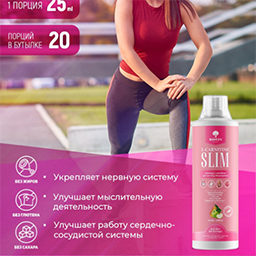 1 ПОРЦИЯ 25 ml
ПОРЦИЙ
В БУТЫЛКЕ 20
БЕЗ ЖИРОВ
Укрепляет нервную систему
БЕЗ ГЛЮТЕНА
Улучшает мыслительную
деятельность
БЕЗ САХАРА
Улучшает работу сердечно-
сосудистой системы
L-CARNITINE
SLIM